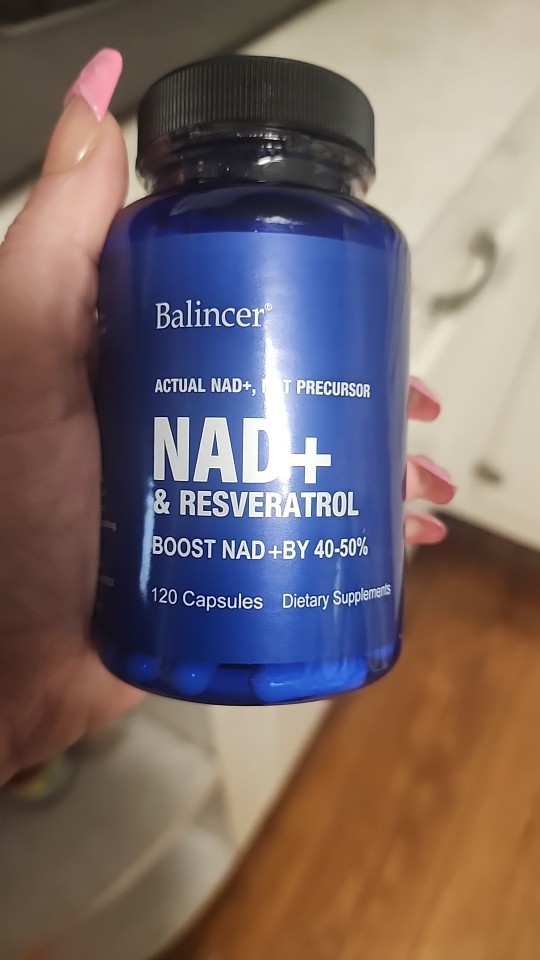 Balincer®
ACTUAL NAD+, PRECURSOR
NAD+
& RESVERATROL
BOOST NAD+BY 40-50%
120 Capsules Dietary Supplements